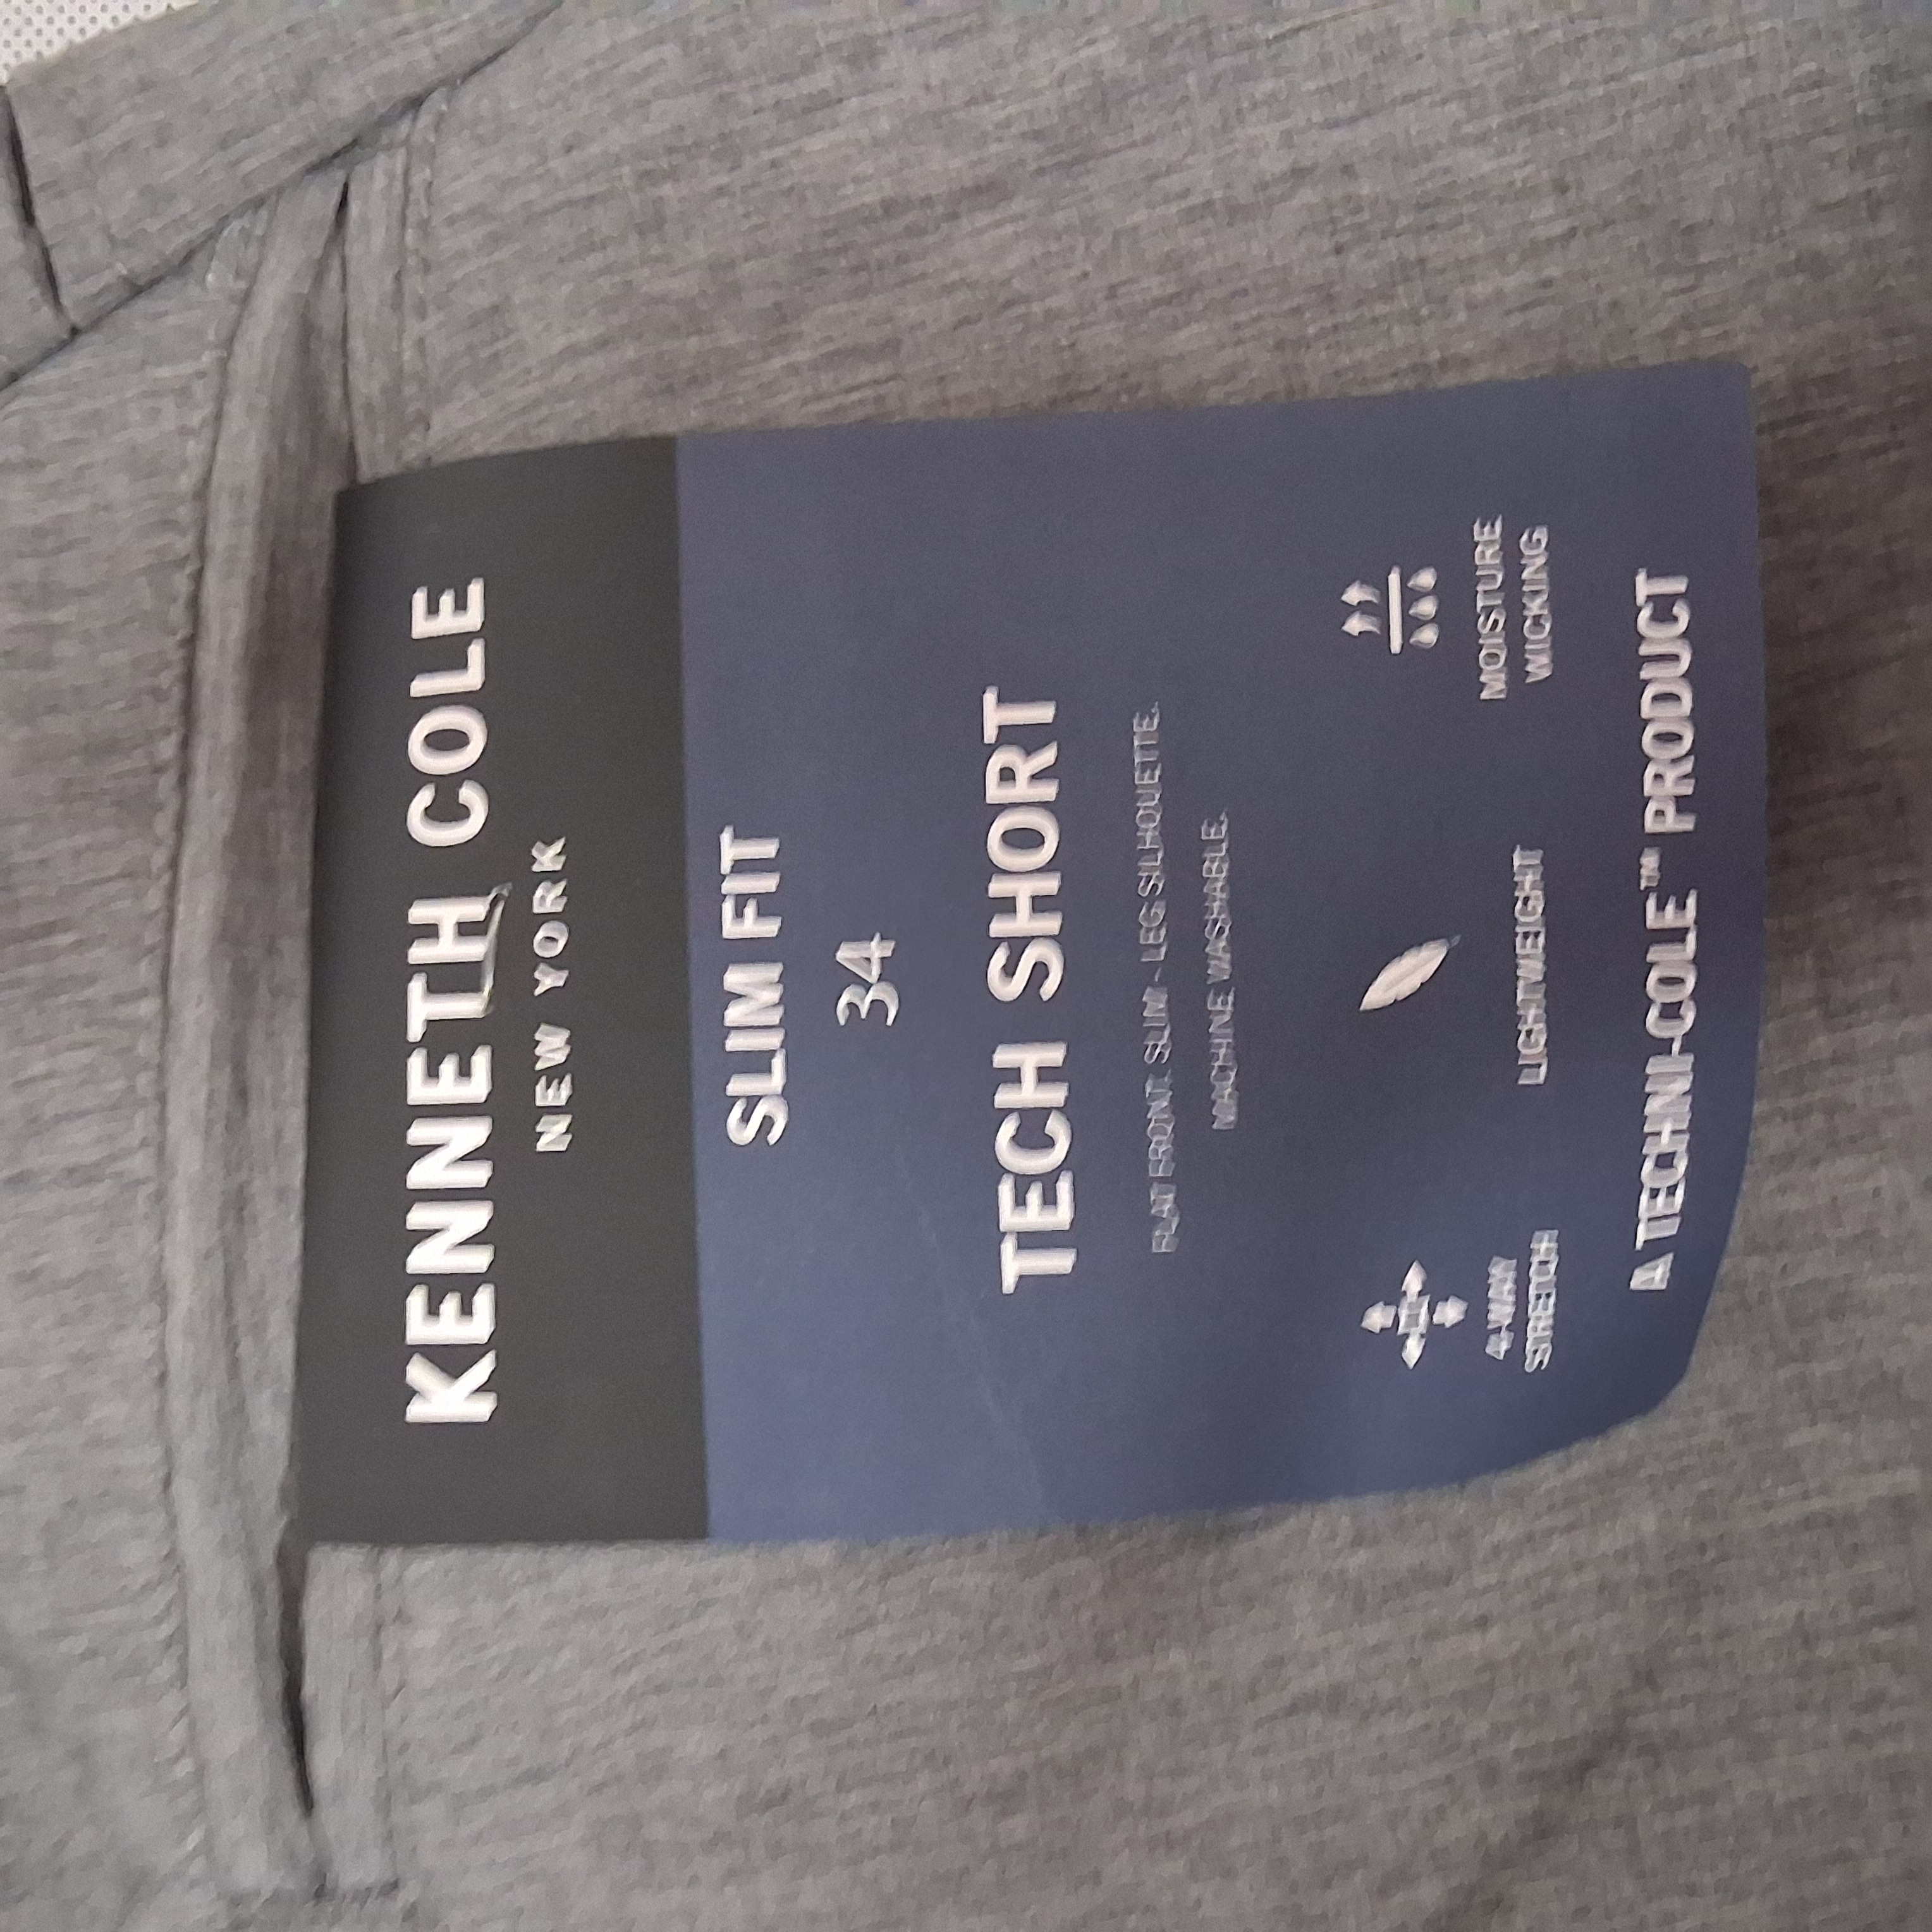 KENNETH COLE
NEW YORK
SLIM FIT
34
TECH SHORT
FLAT FRONT. SLIM - LEG SILHOUETTE.
MACHINE WASHABLE.
4-WAY
STRETCH
LIGHTWEIGHT
MOISTURE
WICKING
A TECHNI-COLE™ PRODUCT